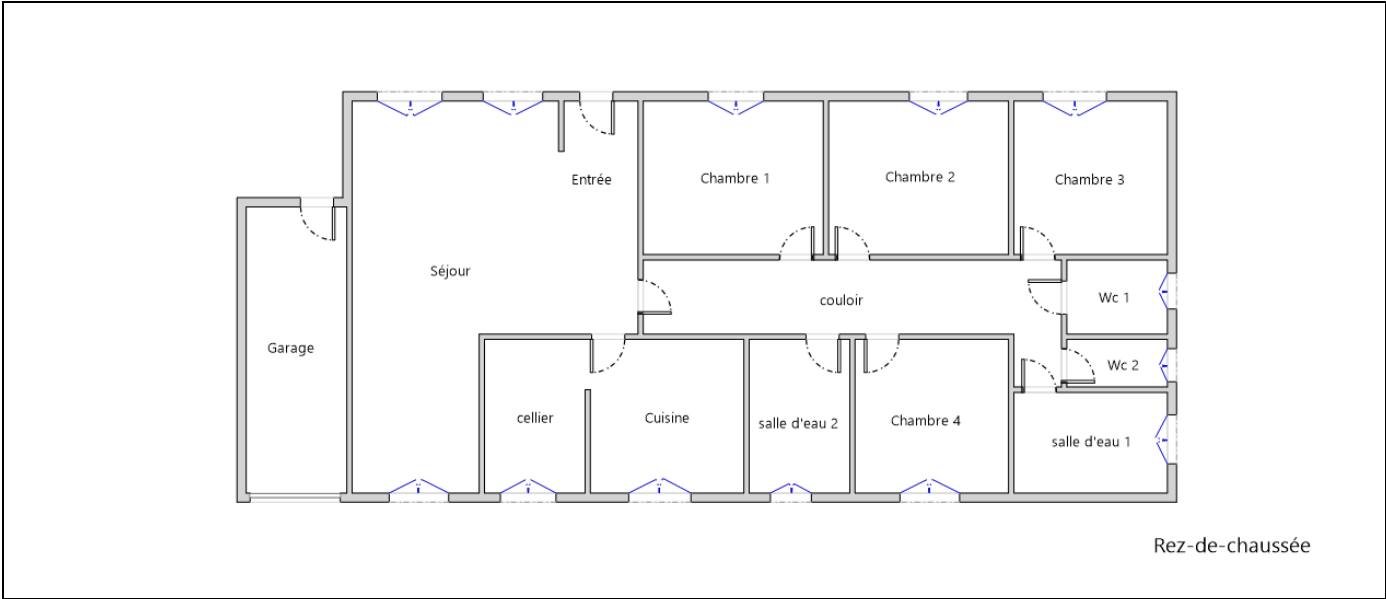 Entrée
Chambre 1
Chambre 2
Chambre 3
Séjour
couloir
Wc 1
Garage
Wc 2
cellier
Cuisine
salle d'eau 2
Chambre 4
salle d'eau 1
Rez-de-chaussée